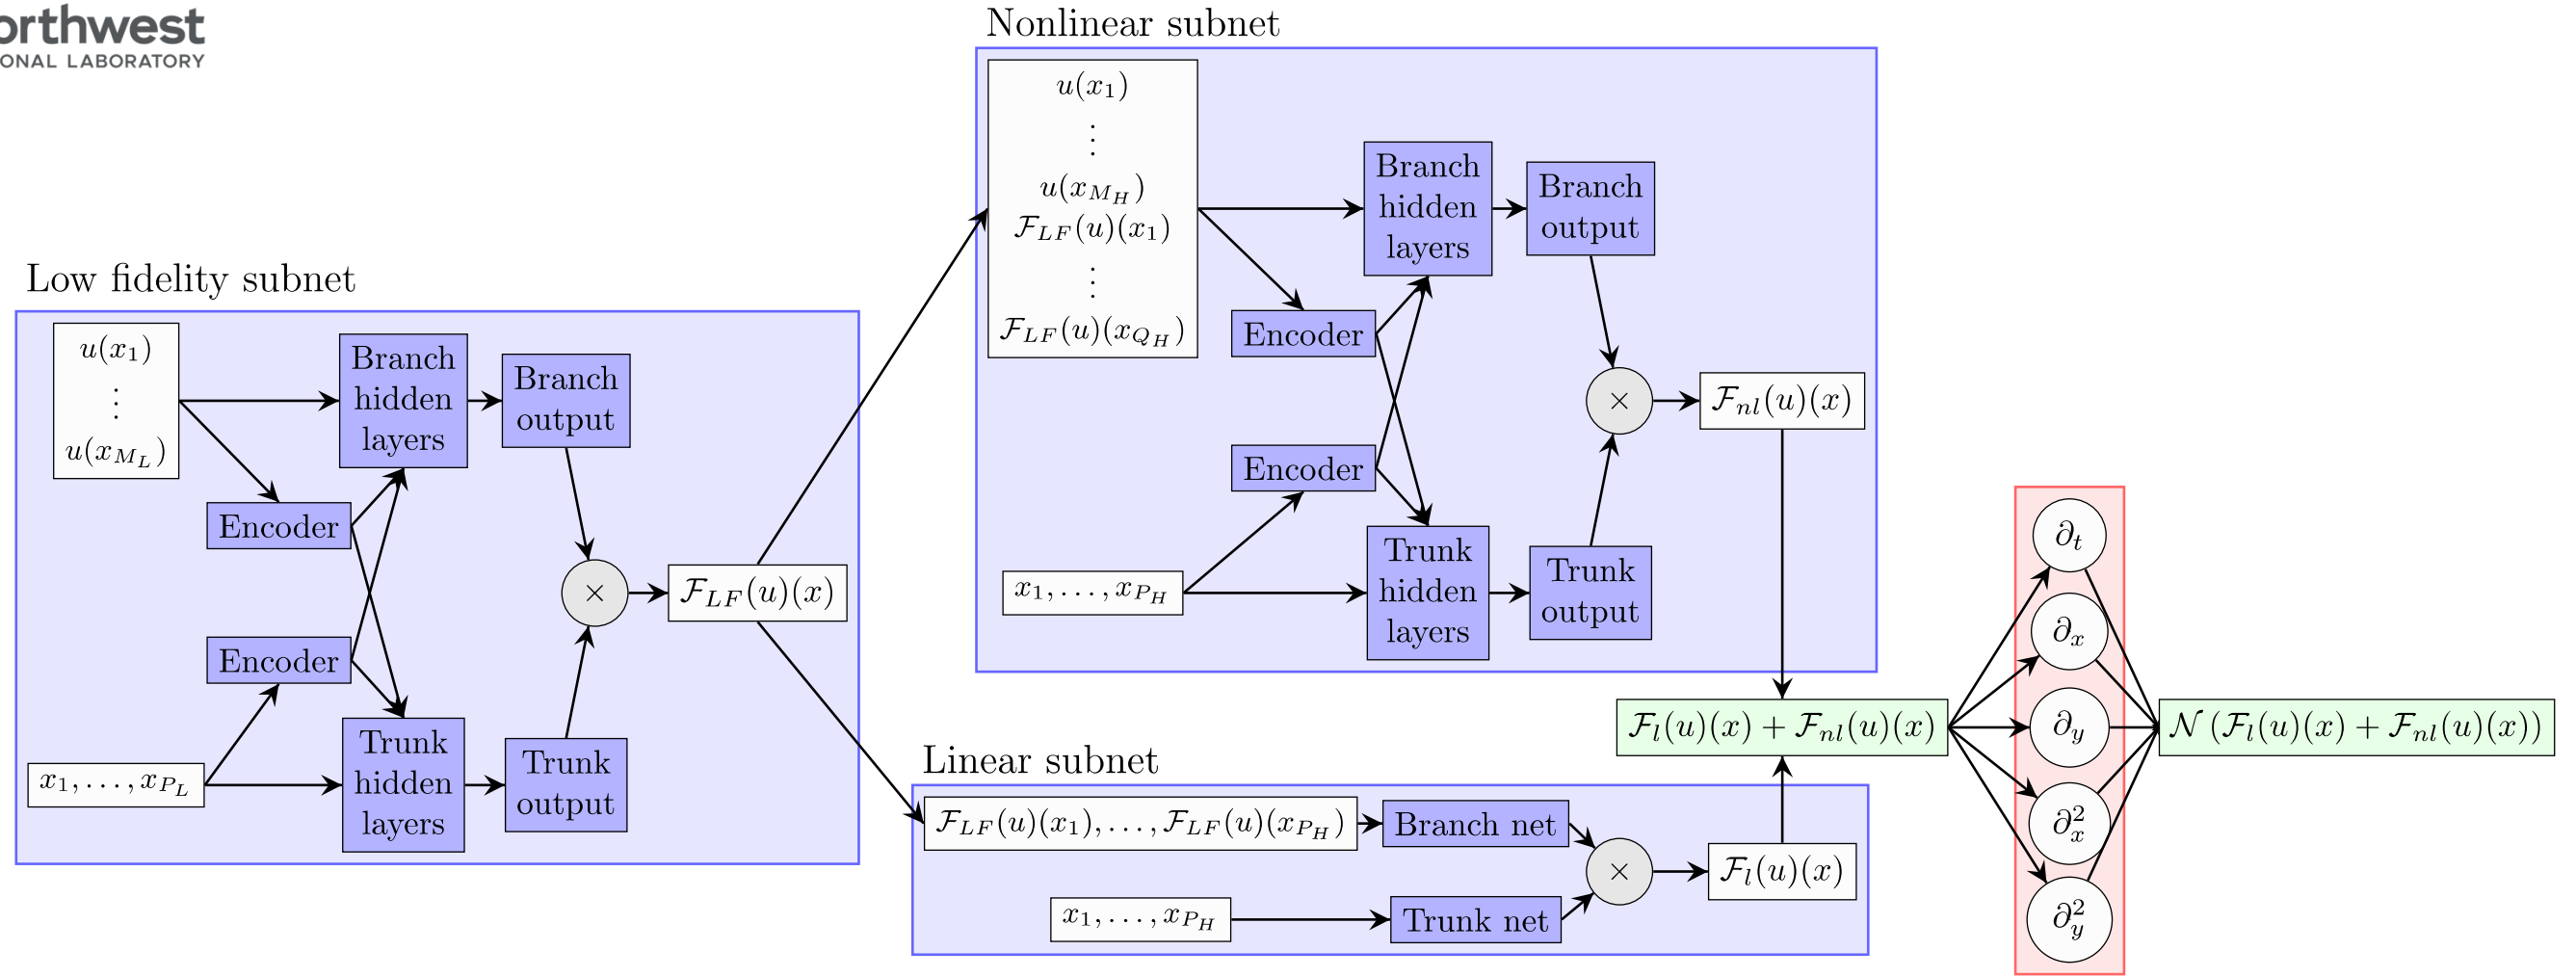 orthwest
ONAL LABORATORY
Nonlinear subnet
u(x₁)
⋮
u(x_{M_H})
ℱ_{LF}(u)(x₁)
⋮
ℱ_{LF}(u)(x_{Q_H})
Branch
hidden
layers
Branch
output
Encoder
Encoder
×
ℱ_{nl}(u)(x)
x₁, …, x_{P_H}
Trunk
hidden
layers
Trunk
output
Low fidelity subnet
u(x₁)
⋮
u(x_{M_L})
Branch
hidden
layers
Branch
output
Encoder
Encoder
×
ℱ_{LF}(u)(x)
x₁, …, x_{P_L}
Trunk
hidden
layers
Trunk
output
Linear subnet
ℱ_{LF}(u)(x₁), …, ℱ_{LF}(u)(x_{P_H})
Branch net
x₁, …, x_{P_H}
Trunk net
×
ℱ_l(u)(x)
ℱ_l(u)(x) + ℱ_{nl}(u)(x)
∂_t
∂_x
∂_y
∂²_x
∂²_y
𝒩 (ℱ_l(u)(x) + ℱ_{nl}(u)(x))